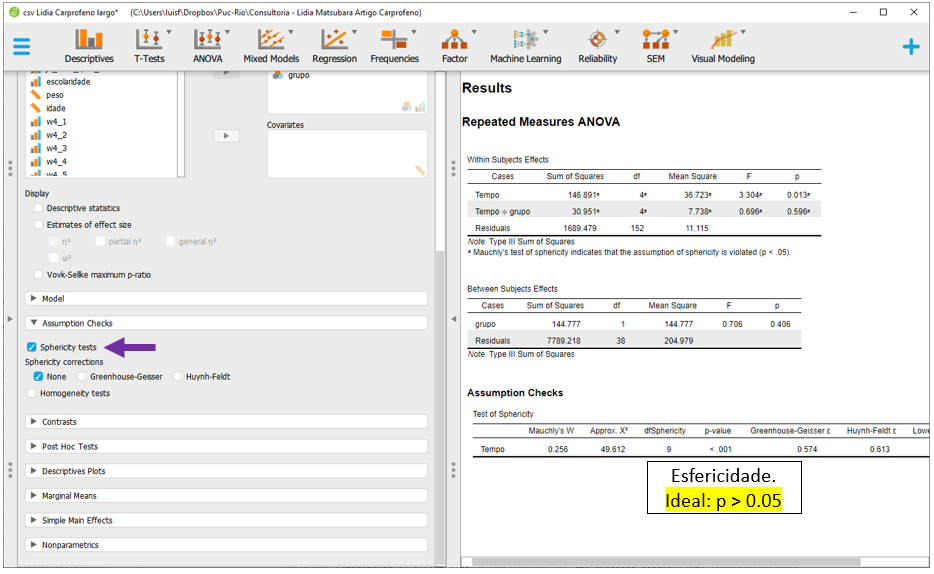 csv Lidia Carprofeno largo* (C:\Users\luisf\Dropbox\Puc-Rio\Consultoria - Lidia Matsubara Artigo Carprofeno)
Descriptives T-Tests ANOVA Mixed Models Regression Frequencies Factor Machine Learning Reliability SEM Visual Modeling
escolaridade
peso
idade
w4_1
w4_2
w4_3
w4_4
w4_5
grupo
Covariates
Display
Descriptive statistics
Estimates of effect size
η² partial η² general η²
ω²
Vovk-Sellke maximum p-ratio
Model
Assumption Checks
Sphericity tests
Sphericity corrections
None Greenhouse-Geisser Huynh-Feldt
Homogeneity tests
Contrasts
Post Hoc Tests
Descriptives Plots
Marginal Means
Simple Main Effects
Nonparametrics
Results
Repeated Measures ANOVA
Within Subjects Effects
Cases Sum of Squares df Mean Square F p
Tempo 146.891ᵃ 4ᵃ 36.723ᵃ 3.304ᵃ 0.013ᵃ
Tempo ✻ grupo 30.951ᵃ 4ᵃ 7.738ᵃ 0.696ᵃ 0.596ᵃ
Residuals 1689.479 152 11.115
Note. Type III Sum of Squares
ᵃ Mauchly's test of sphericity indicates that the assumption of sphericity is violated (p < .05).
Between Subjects Effects
Cases Sum of Squares df Mean Square F p
grupo 144.777 1 144.777 0.706 0.406
Residuals 7789.218 38 204.979
Note. Type III Sum of Squares
Assumption Checks
Test of Sphericity
Mauchly's W Approx. X² dfSphericity p-value Greenhouse-Geisser ε Huynh-Feldt ε Lowe
Tempo 0.256 49.612 9 < .001 0.574 0.613
Esfericidade.
Ideal: p > 0.05